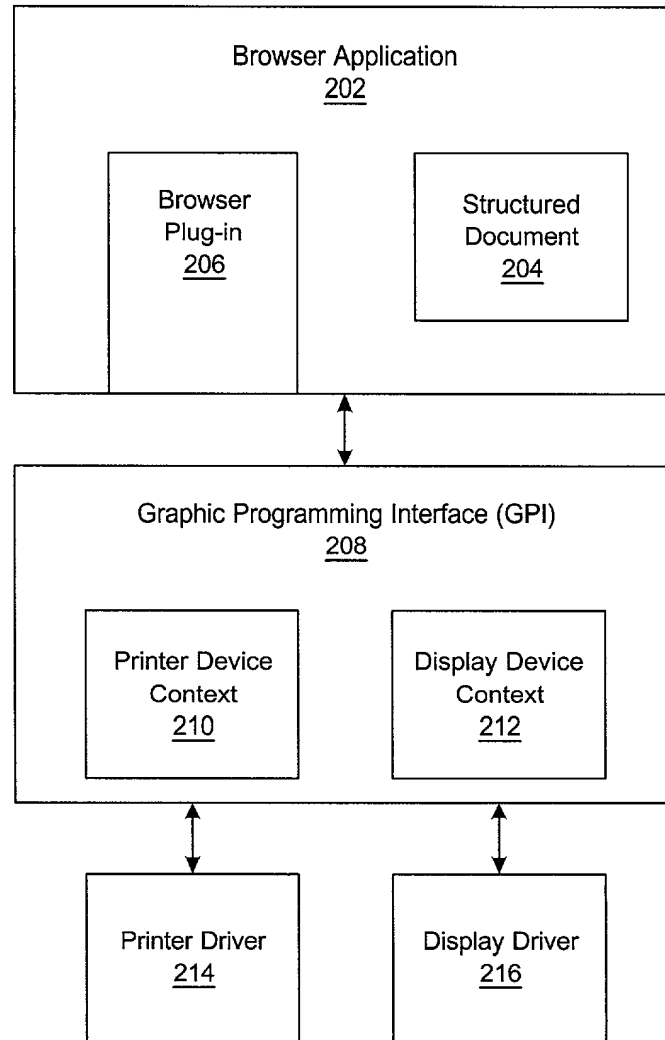 Browser Application
202
Browser
Plug-in
206
Structured
Document
204
Graphic Programming Interface (GPI)
208
Printer Device
Context
210
Display Device
Context
212
Printer Driver
214
Display Driver
216